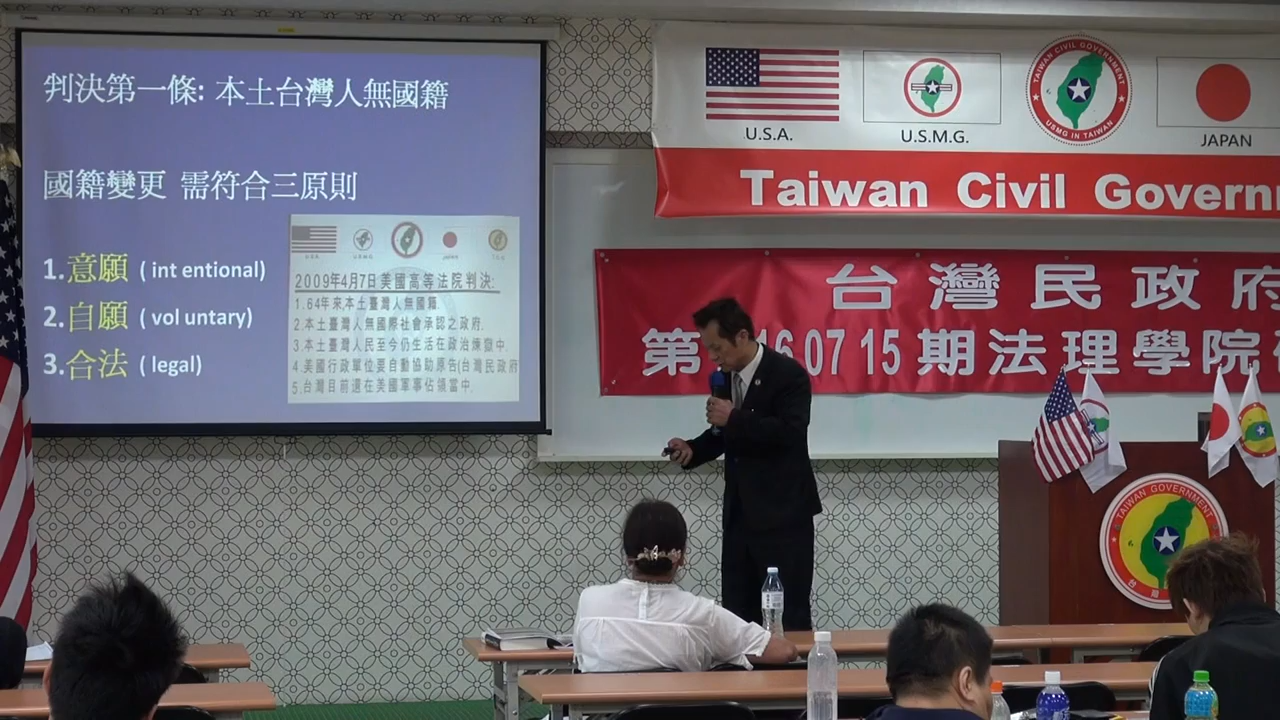 判決第一條: 本土台灣人無國籍
國籍變更 需符合三原則
1.意願 ( int entional)
2.自願 ( vol untary)
3.合法 ( legal)
2009年4月7日美國高等法院判決:
1.64年來本土臺灣人無國籍.
2.本土臺灣人無國際社會承認之政府.
3.本土臺灣人民至今仍生活在政治煉獄中.
4.美國行政單位要自動協助原告(台灣民政府
5.台灣目前還在美國軍事佔領當中.
U.S.A.
U.S.M.G.
TAIWAN CIVIL GOVERNMENT
USMG IN TAIWAN
JAPAN
Taiwan Civil Governm
台灣民政府
第 16 07 15 期法理學院
TAIWAN GOVERNMENT